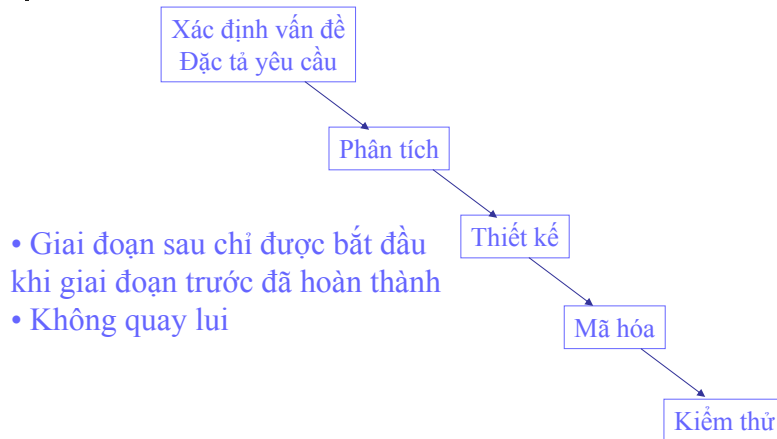 Xác định vấn đề
Đặc tả yêu cầu
Phân tích
Thiết kế
• Giai đoạn sau chỉ được bắt đầu
khi giai đoạn trước đã hoàn thành
• Không quay lui
Mã hóa
Kiểm thử